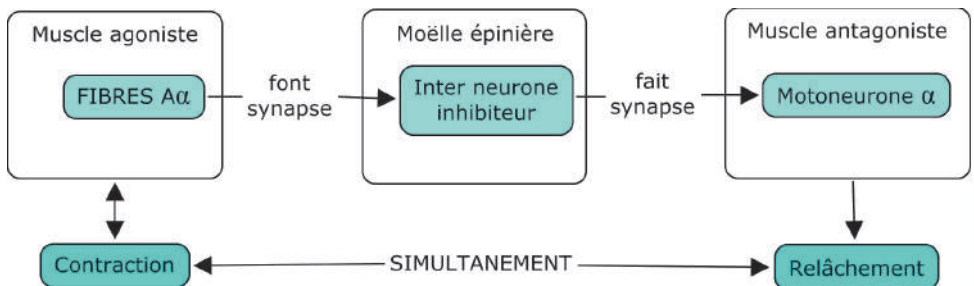 Muscle agoniste
FIBRES Aα
font
synapse
Moëlle épinière
Inter neurone
inhibiteur
fait
synapse
Muscle antagoniste
Motoneurone α
Contraction
SIMULTANEMENT
Relâchement